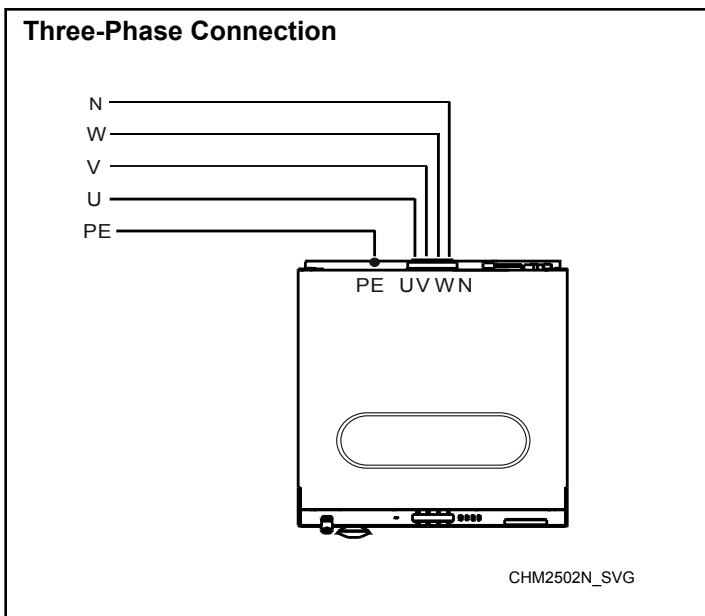 Three-Phase Connection
N
W
V
U
PE
PE UVWN
CHM2502N_SVG